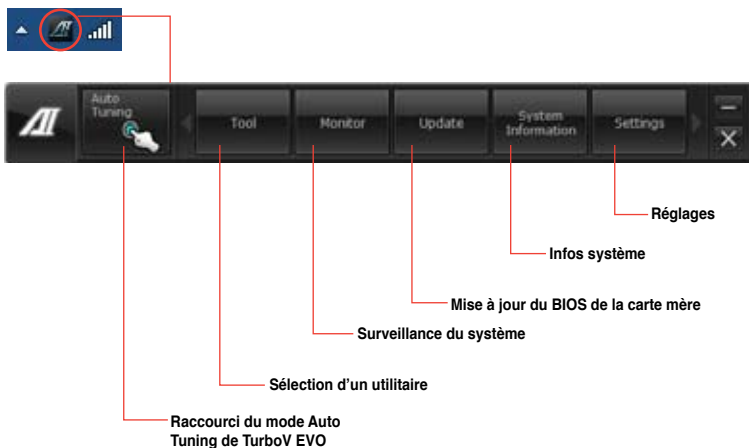 Auto
Tuning
Tool
Monitor
Update
System
Information
Settings
Réglages
Infos système
Mise à jour du BIOS de la carte mère
Surveillance du système
Sélection d'un utilitaire
Raccourci du mode Auto
Tuning de TurboV EVO